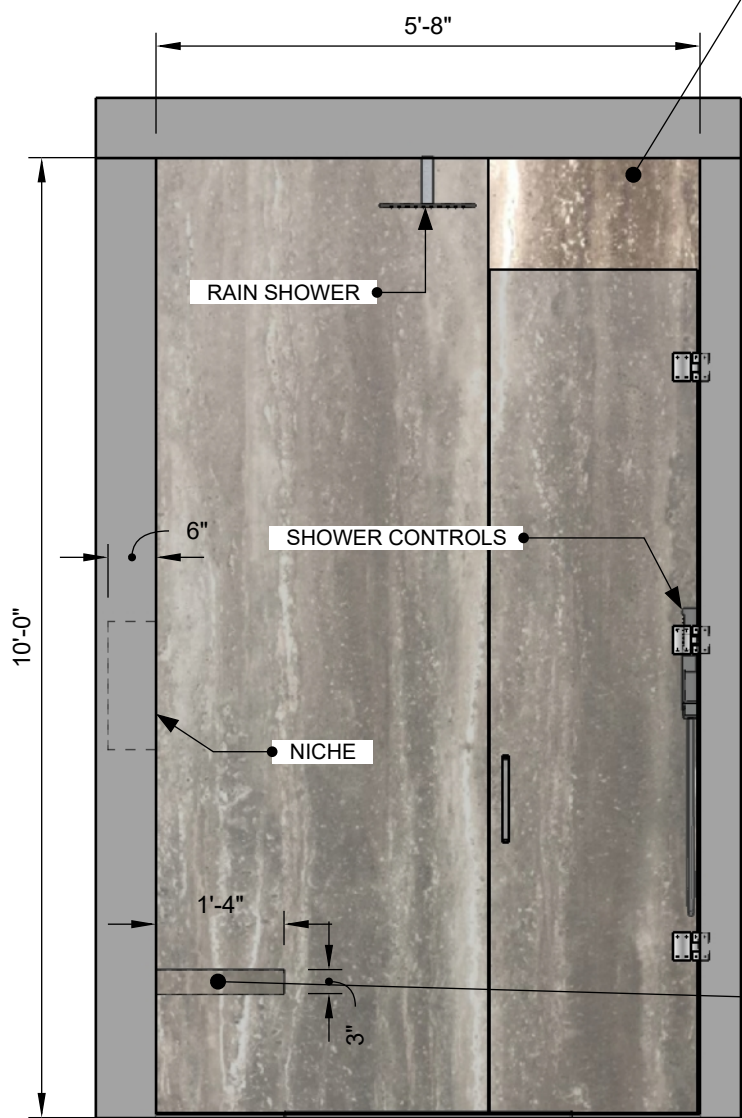 5'-8"
RAIN SHOWER
6"
SHOWER CONTROLS
10'-0"
NICHE
1'-4"
3"